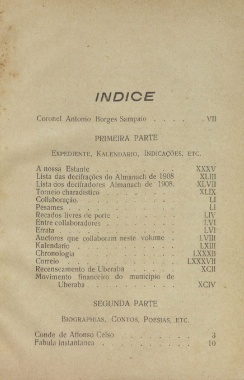 INDICE
Coronel Antonio Borges Sampaio . . . . VII
PRIMEIRA PARTE
EXPEDIENTE, KALENDARIO, INDICAÇÕES, ETC.
A nossa Estante . . . . . XXXV
Lista das decifrações do Almanach de 1908 XLIII
Lista dos decifradores Almanach de 1908. XLVII
Torneio charadistico . . . . . XLIX
Collaboração . . . . . LI
Pesames . . . . . LI
Recados livres de porte . . . . . LIV
Entre collaboradores . . . . . LVI
Errata . . . . . LVI
Auctores que collaboram neste volume . LVIII
Kalendario . . . . . LXIII
Chronologia . . . . . LXXXII
Correio . . . . . LXXXVII
Recenseamento de Uberaba . . . XCII
Movimento financeiro do municipio de
Uberaba . . . . . XCIV
SEGUNDA PARTE
BIOGRAPHIAS, CONTOS, POESIAS, ETC.
Conde de Affonso Celso . . . . . 3
Fabula instantanea . . . . . 10